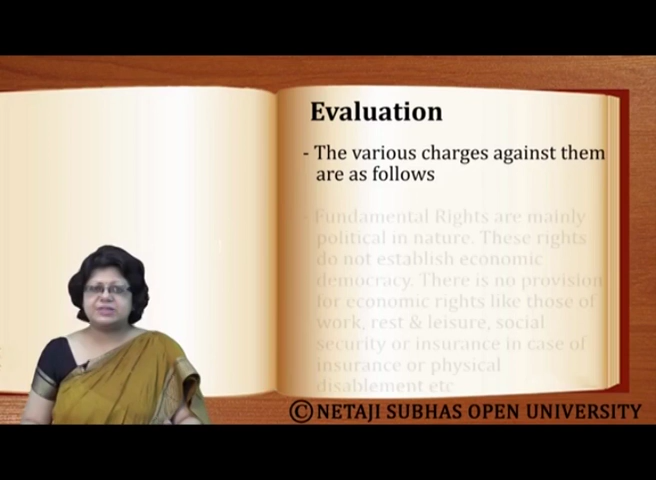 Evaluation
- The various charges against them
are as follows
- Fundamental Rights are mainly
political in nature. These rights
do not establish economic
democracy. There is no provision
for economic rights like those of
work, rest & leisure, social
security or insurance in case of
insurance or physical
disablement etc
©NETAJI SUBHAS OPEN UNIVERSITY